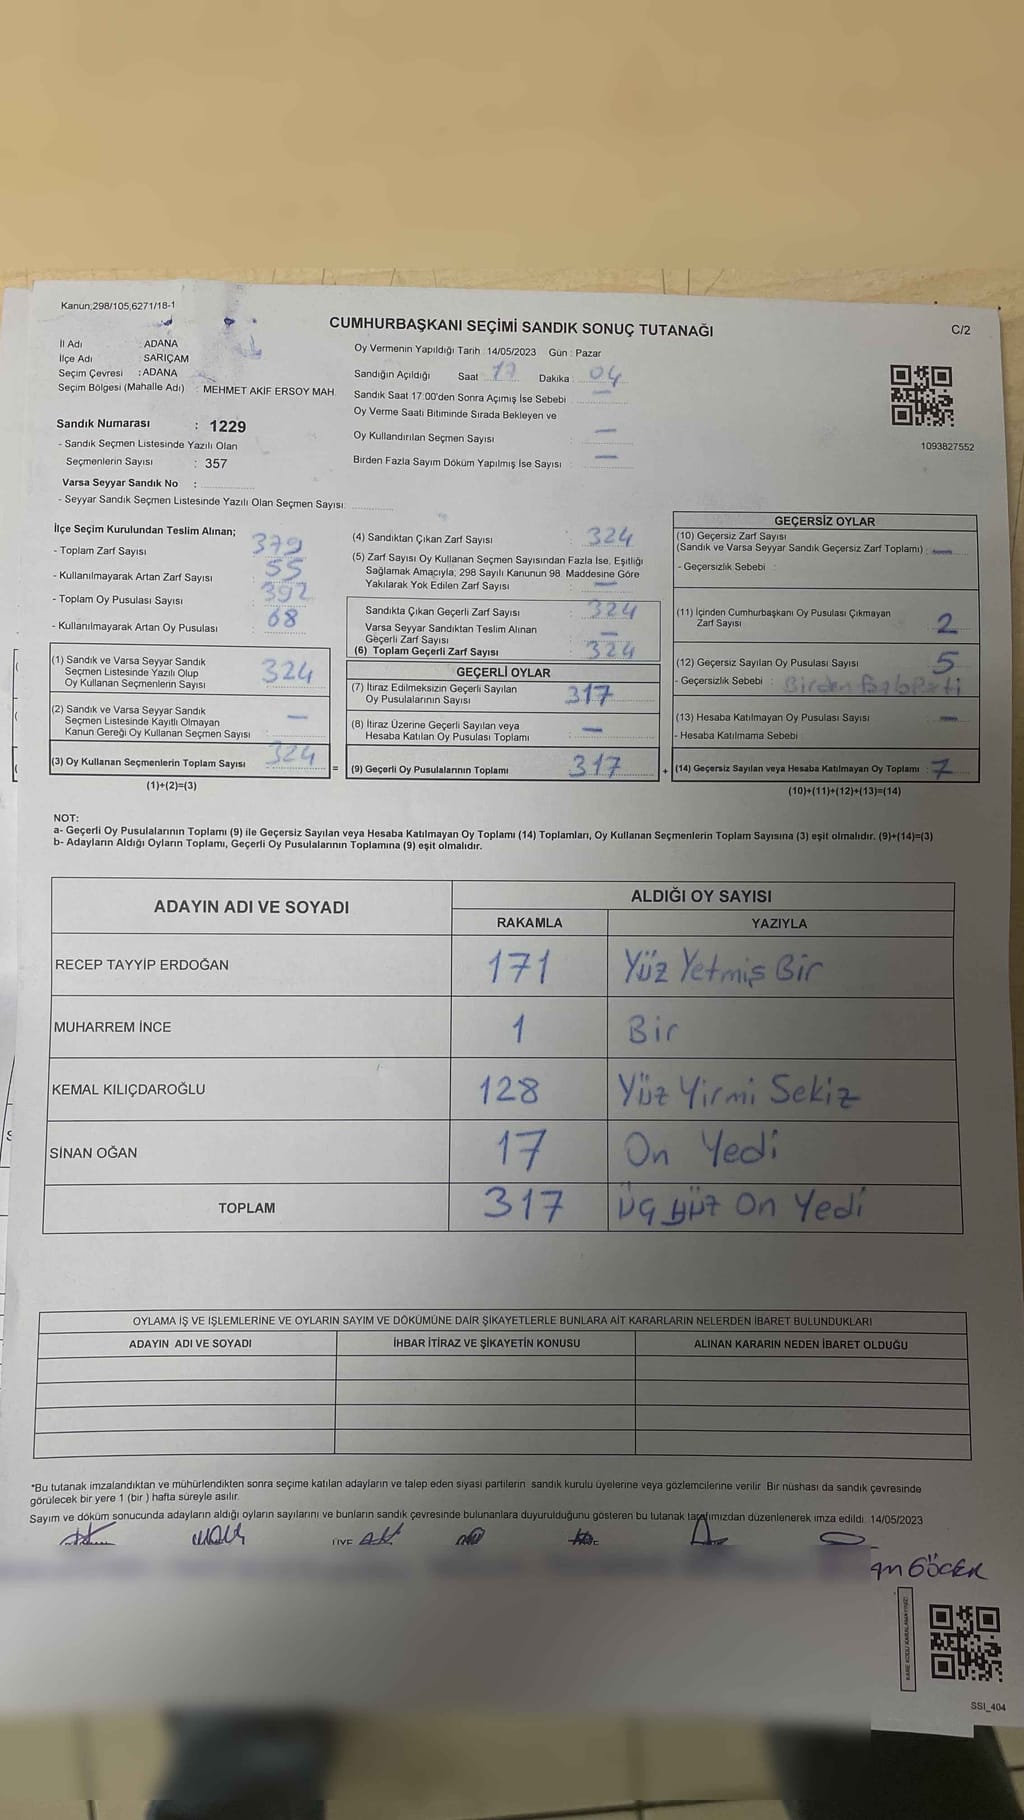 Kanun;298/105,6271/18-1
CUMHURBAŞKANI SEÇİMİ SANDIK SONUÇ TUTANAĞI
C/2
İl Adı : ADANA
İlçe Adı : SARIÇAM
Seçim Çevresi : ADANA
Seçim Bölgesi (Mahalle Adı) : MEHMET AKİF ERSOY MAH.
Oy Vermenin Yapıldığı Tarih : 14/05/2023 Gün : Pazar
Sandığın Açıldığı Saat 17 Dakika : 04
Sandık Saat 17:00'den Sonra Açımış İse Sebebi : —
Oy Verme Saati Bitiminde Sırada Bekleyen ve
Oy Kullandırılan Seçmen Sayısı : —
Birden Fazla Sayım Döküm Yapılmış İse Sayısı : —
1093827552
Sandık Numarası : 1229
- Sandık Seçmen Listesinde Yazılı Olan
Seçmenlerin Sayısı : 357
Varsa Seyyar Sandık No :
- Seyyar Sandık Seçmen Listesinde Yazılı Olan Seçmen Sayısı:
İlçe Seçim Kurulundan Teslim Alınan;
- Toplam Zarf Sayısı : 379
- Kullanılmayarak Artan Zarf Sayısı : 55
- Toplam Oy Pusulası Sayısı : 392
- Kullanılmayarak Artan Oy Pusulası : 68
(1) Sandık ve Varsa Seyyar Sandık
Seçmen Listesinde Yazılı Olup
Oy Kullanan Seçmenlerin Sayısı : 324
(2) Sandık ve Varsa Seyyar Sandık
Seçmen Listesinde Kayıtlı Olmayan
Kanun Gereği Oy Kullanan Seçmen Sayısı : —
(3) Oy Kullanan Seçmenlerin Toplam Sayısı : 324
(1)+(2)=(3)
=
(4) Sandıktan Çıkan Zarf Sayısı : 324
(5) Zarf Sayısı Oy Kullanan Seçmen Sayısından Fazla İse, Eşitliği
Sağlamak Amacıyla, 298 Sayılı Kanunun 98. Maddesine Göre
Yakılarak Yok Edilen Zarf Sayısı : —
Sandıkta Çıkan Geçerli Zarf Sayısı : 324
Varsa Seyyar Sandıktan Teslim Alınan
Geçerli Zarf Sayısı : —
(6) Toplam Geçerli Zarf Sayısı : 324
GEÇERLİ OYLAR
(7) İtiraz Edilmeksizin Geçerli Sayılan
Oy Pusulalarının Sayısı : 317
(8) İtiraz Üzerine Geçerli Sayılan veya
Hesaba Katılan Oy Pusulası Toplamı : —
(9) Geçerli Oy Pusulalarının Toplamı : 317
+
GEÇERSİZ OYLAR
(10) Geçersiz Zarf Sayısı
(Sandık ve Varsa Seyyar Sandık Geçersiz Zarf Toplamı) : —
- Geçersizlik Sebebi :
(11) İçinden Cumhurbaşkanı Oy Pusulası Çıkmayan
Zarf Sayısı : 2
(12) Geçersiz Sayılan Oy Pusulası Sayısı : 5
- Geçersizlik Sebebi : Birden
(13) Hesaba Katılmayan Oy Pusulası Sayısı : —
- Hesaba Katılmama Sebebi :
(14) Geçersiz Sayılan veya Hesaba Katılmayan Oy Toplamı : 7
(10)+(11)+(12)+(13)=(14)
NOT:
a- Geçerli Oy Pusulalarının Toplamı (9) ile Geçersiz Sayılan veya Hesaba Katılmayan Oy Toplamı (14) Toplamları, Oy Kullanan Seçmenlerin Toplam Sayısına (3) eşit olmalıdır. (9)+(14)=(3)
b- Adayların Aldığı Oyların Toplamı, Geçerli Oy Pusulalarının Toplamına (9) eşit olmalıdır.
ADAYIN ADI VE SOYADI
ALDIĞI OY SAYISI
RAKAMLA YAZIYLA
RECEP TAYYİP ERDOĞAN 171 Yüz Yetmiş Bir
MUHARREM İNCE 1 Bir
KEMAL KILIÇDAROĞLU 128 Yüz Yirmi Sekiz
SİNAN OĞAN 17 On Yedi
TOPLAM 317 Üç yüz On Yedi
OYLAMA İŞ VE İŞLEMLERİNE VE OYLARIN SAYIM VE DÖKÜMÜNE DAİR ŞİKAYETLERLE BUNLARA AİT KARARLARIN NELERDEN İBARET BULUNDUKLARI
ADAYIN ADI VE SOYADI İHBAR İTİRAZ VE ŞİKAYETİN KONUSU ALINAN KARARIN NEDEN İBARET OLDUĞU
*Bu tutanak imzalandıktan ve mühürlendikten sonra seçime katılan adayların ve talep eden siyasi partilerin sandık kurulu üyelerine veya gözlemcilerine verilir. Bir nüshası da sandık çevresinde
görülecek bir yere 1 (bir ) hafta süreyle asılır.
Sayım ve döküm sonucunda adayların aldığı oyların sayılarını ve bunların sandık çevresinde bulunanlara duyurulduğunu gösteren bu tutanak tarafımızdan düzenlenerek imza edildi. 14/05/2023
GÖCER
KARE KODU KARALAMAYINIZ!
SSI_404